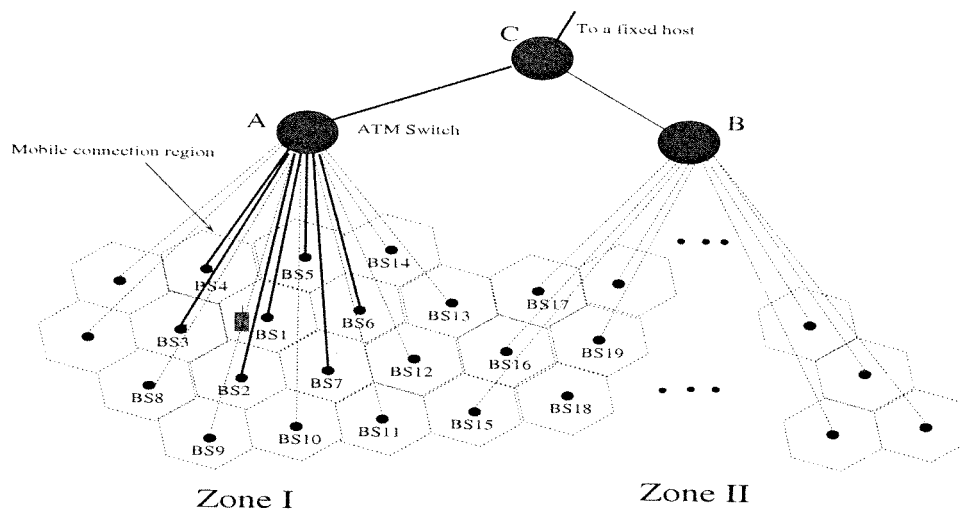 C
To a fixed host
A
ATM Switch
B
Mobile connection region
BS14
BS5
BS4
BS17
BS13
BS6
BS1
BS3
BS19
BS16
BS12
BS7
BS2
BS8
BS18
BS15
BS11
BS10
BS9
Zone I
Zone II